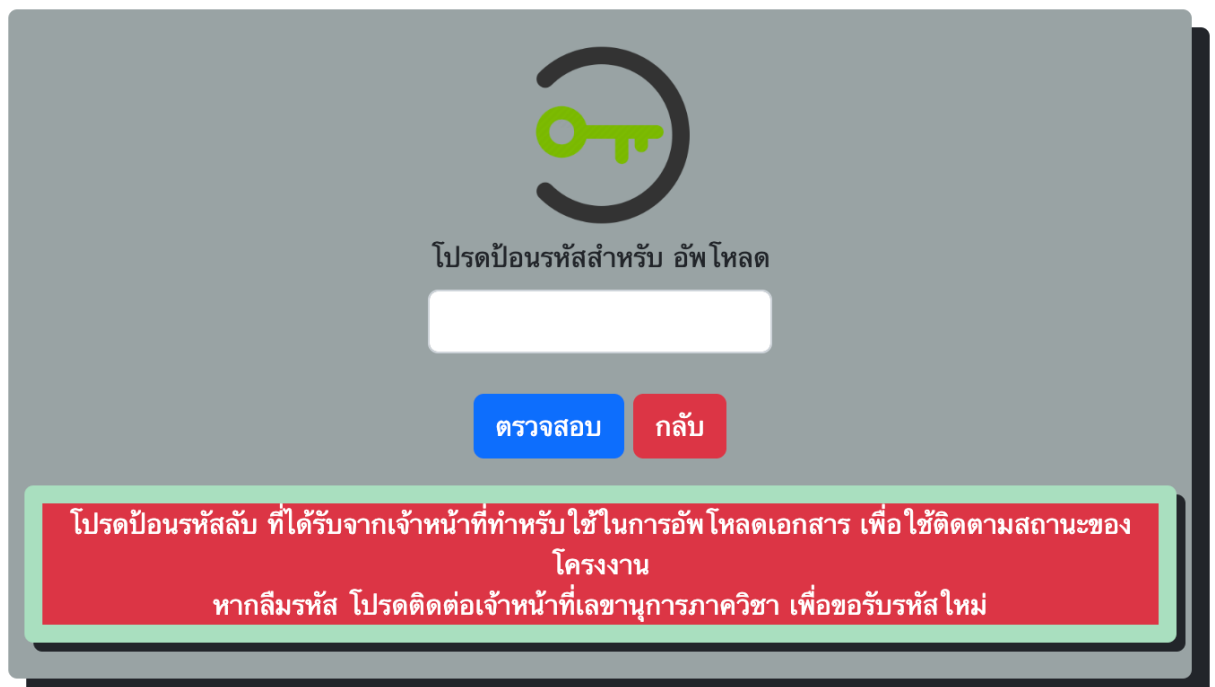 โปรดป้อนรหัสสำหรับ อัพโหลด
ตรวจสอบ กลับ
โปรดป้อนรหัสลับ ที่ได้รับจากเจ้าหน้าที่ทำหรับใช้ในการอัพโหลดเอกสาร เพื่อใช้ติดตามสถานะของ
โครงงาน
หากลืมรหัส โปรดติดต่อเจ้าหน้าที่เลขานุการภาควิชา เพื่อขอรับรหัสใหม่